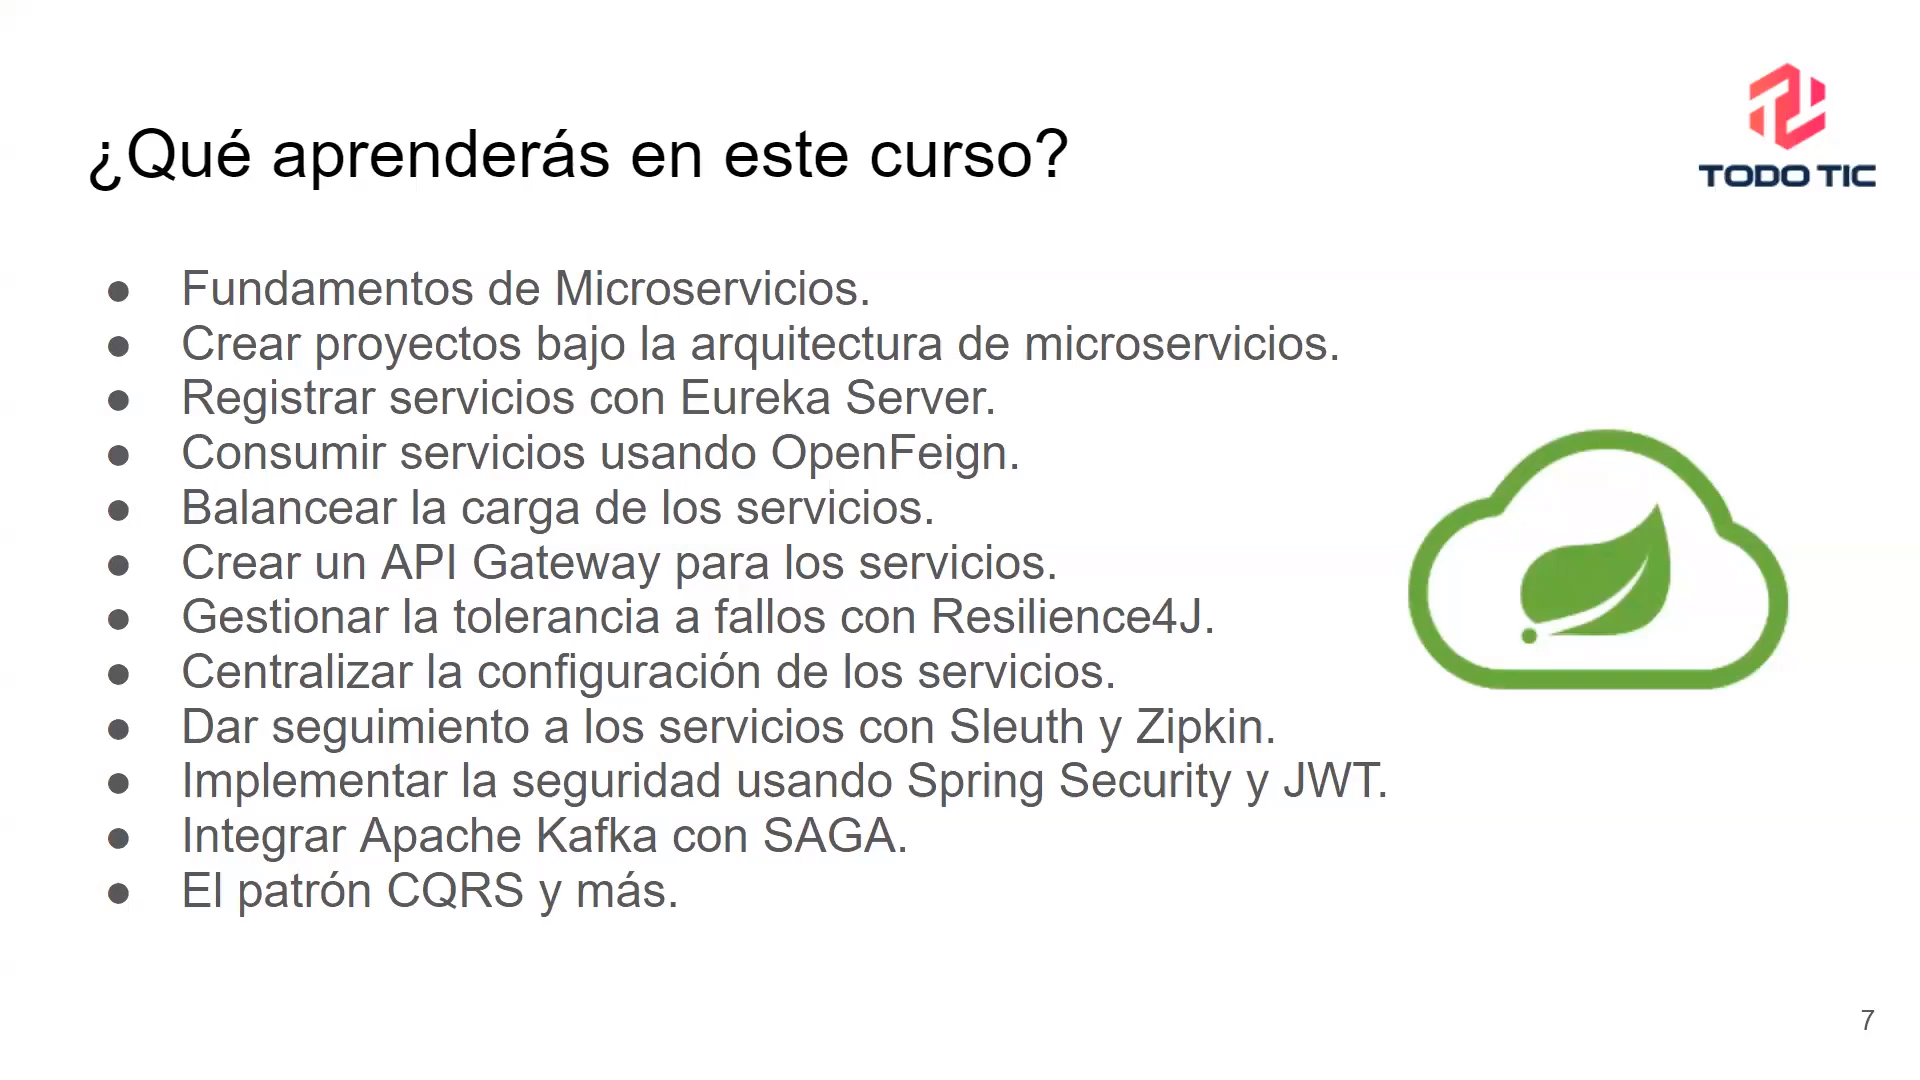 TODO TIC
¿Qué aprenderás en este curso?
● Fundamentos de Microservicios.
● Crear proyectos bajo la arquitectura de microservicios.
● Registrar servicios con Eureka Server.
● Consumir servicios usando OpenFeign.
● Balancear la carga de los servicios.
● Crear un API Gateway para los servicios.
● Gestionar la tolerancia a fallos con Resilience4J.
● Centralizar la configuración de los servicios.
● Dar seguimiento a los servicios con Sleuth y Zipkin.
● Implementar la seguridad usando Spring Security y JWT.
● Integrar Apache Kafka con SAGA.
● El patrón CQRS y más.
7